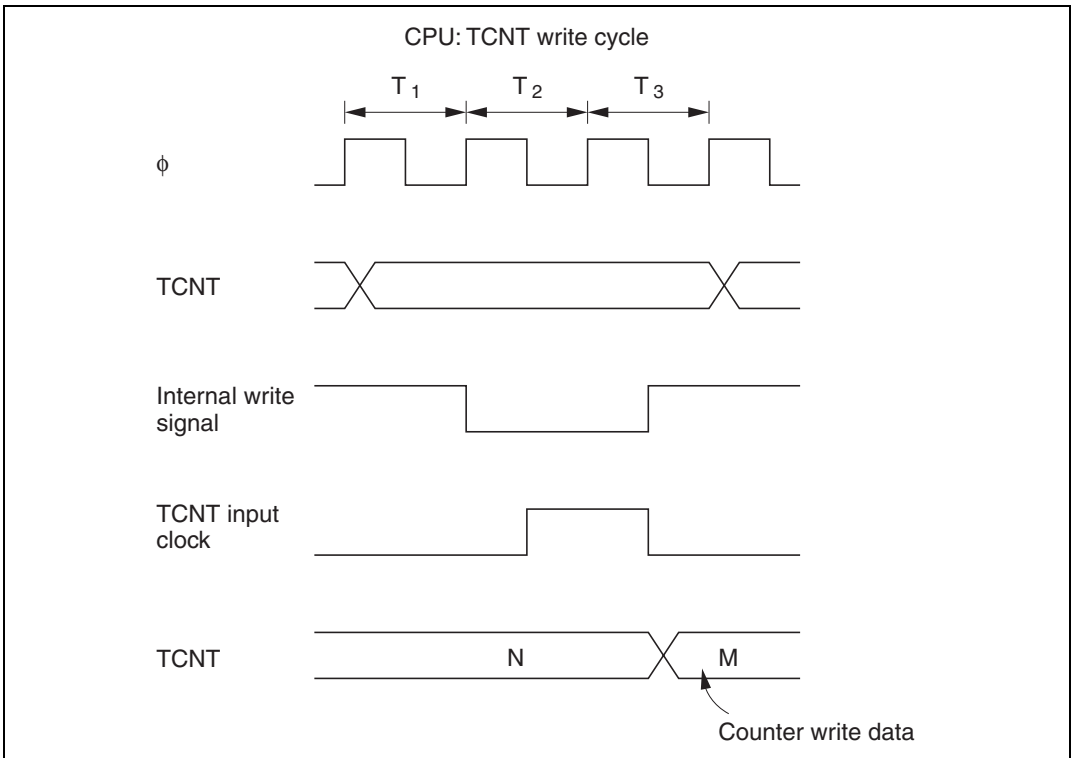 CPU: TCNT write cycle
T1 T2 T3
ϕ
TCNT
Internal write
signal
TCNT input
clock
TCNT
N M
Counter write data